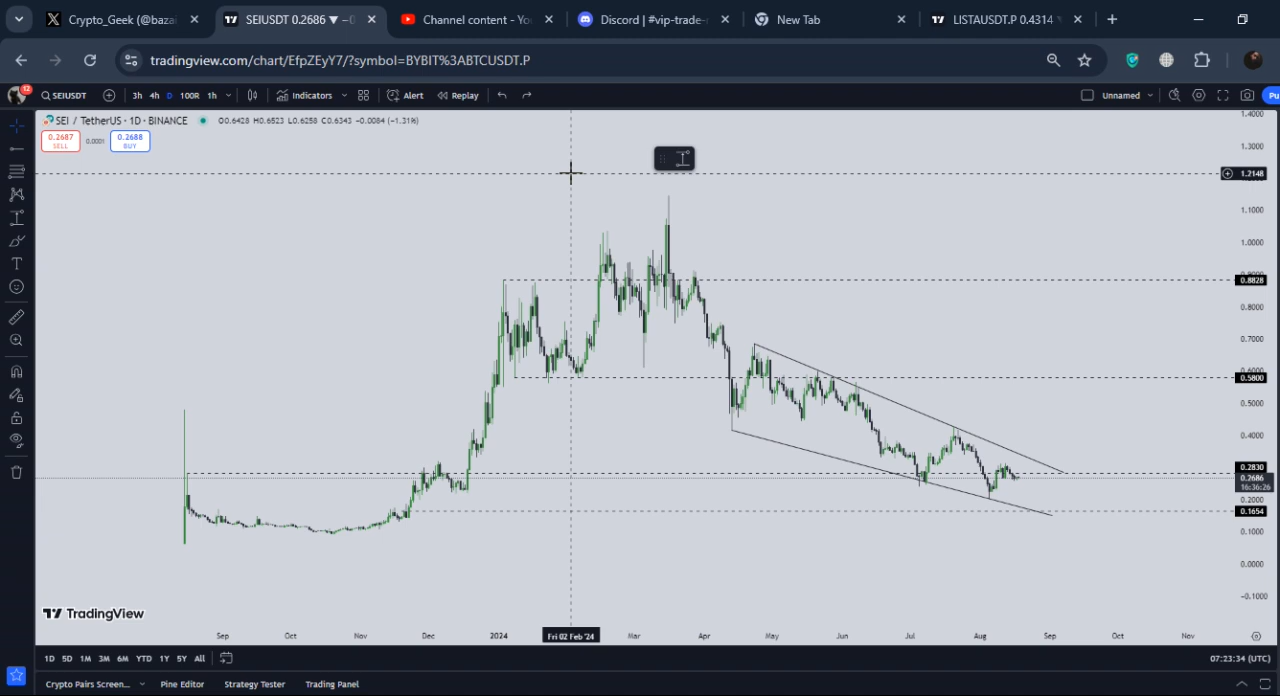 Crypto_Geek (@baza
SEIUSDT 0.2686 ▼ −0
Channel content - Yo
Discord | #vip-trade-
New Tab
LISTAUSDT.P 0.4314
tradingview.com/chart/EfpZEyY7/?symbol=BYBIT%3ABTCUSDT.P
12
SEIUSDT
3h 4h D 100R 1h
Indicators
Alert
Replay
Unnamed
Pu
SEI / TetherUS · 1D · BINANCE
O0.6428 H0.6523 L0.6258 C0.6343 −0.0084 (−1.31%)
0.2687
SELL
0.0001
0.2688
BUY
1.4000
1.3000
1.2148
1.1000
1.0000
0.8828
0.8000
0.7000
0.5800
0.5000
0.4000
0.2830
0.2686
16:36:26
0.2000
0.1654
0.1000
0.0000
−0.1000
TradingView
Sep Oct Nov Dec 2024 Fri 02 Feb '24 Mar Apr May Jun Jul Aug Sep Oct Nov
1D 5D 1M 3M 6M YTD 1Y 5Y All
07:23:34 (UTC)
Crypto Pairs Screen... Pine Editor Strategy Tester Trading Panel